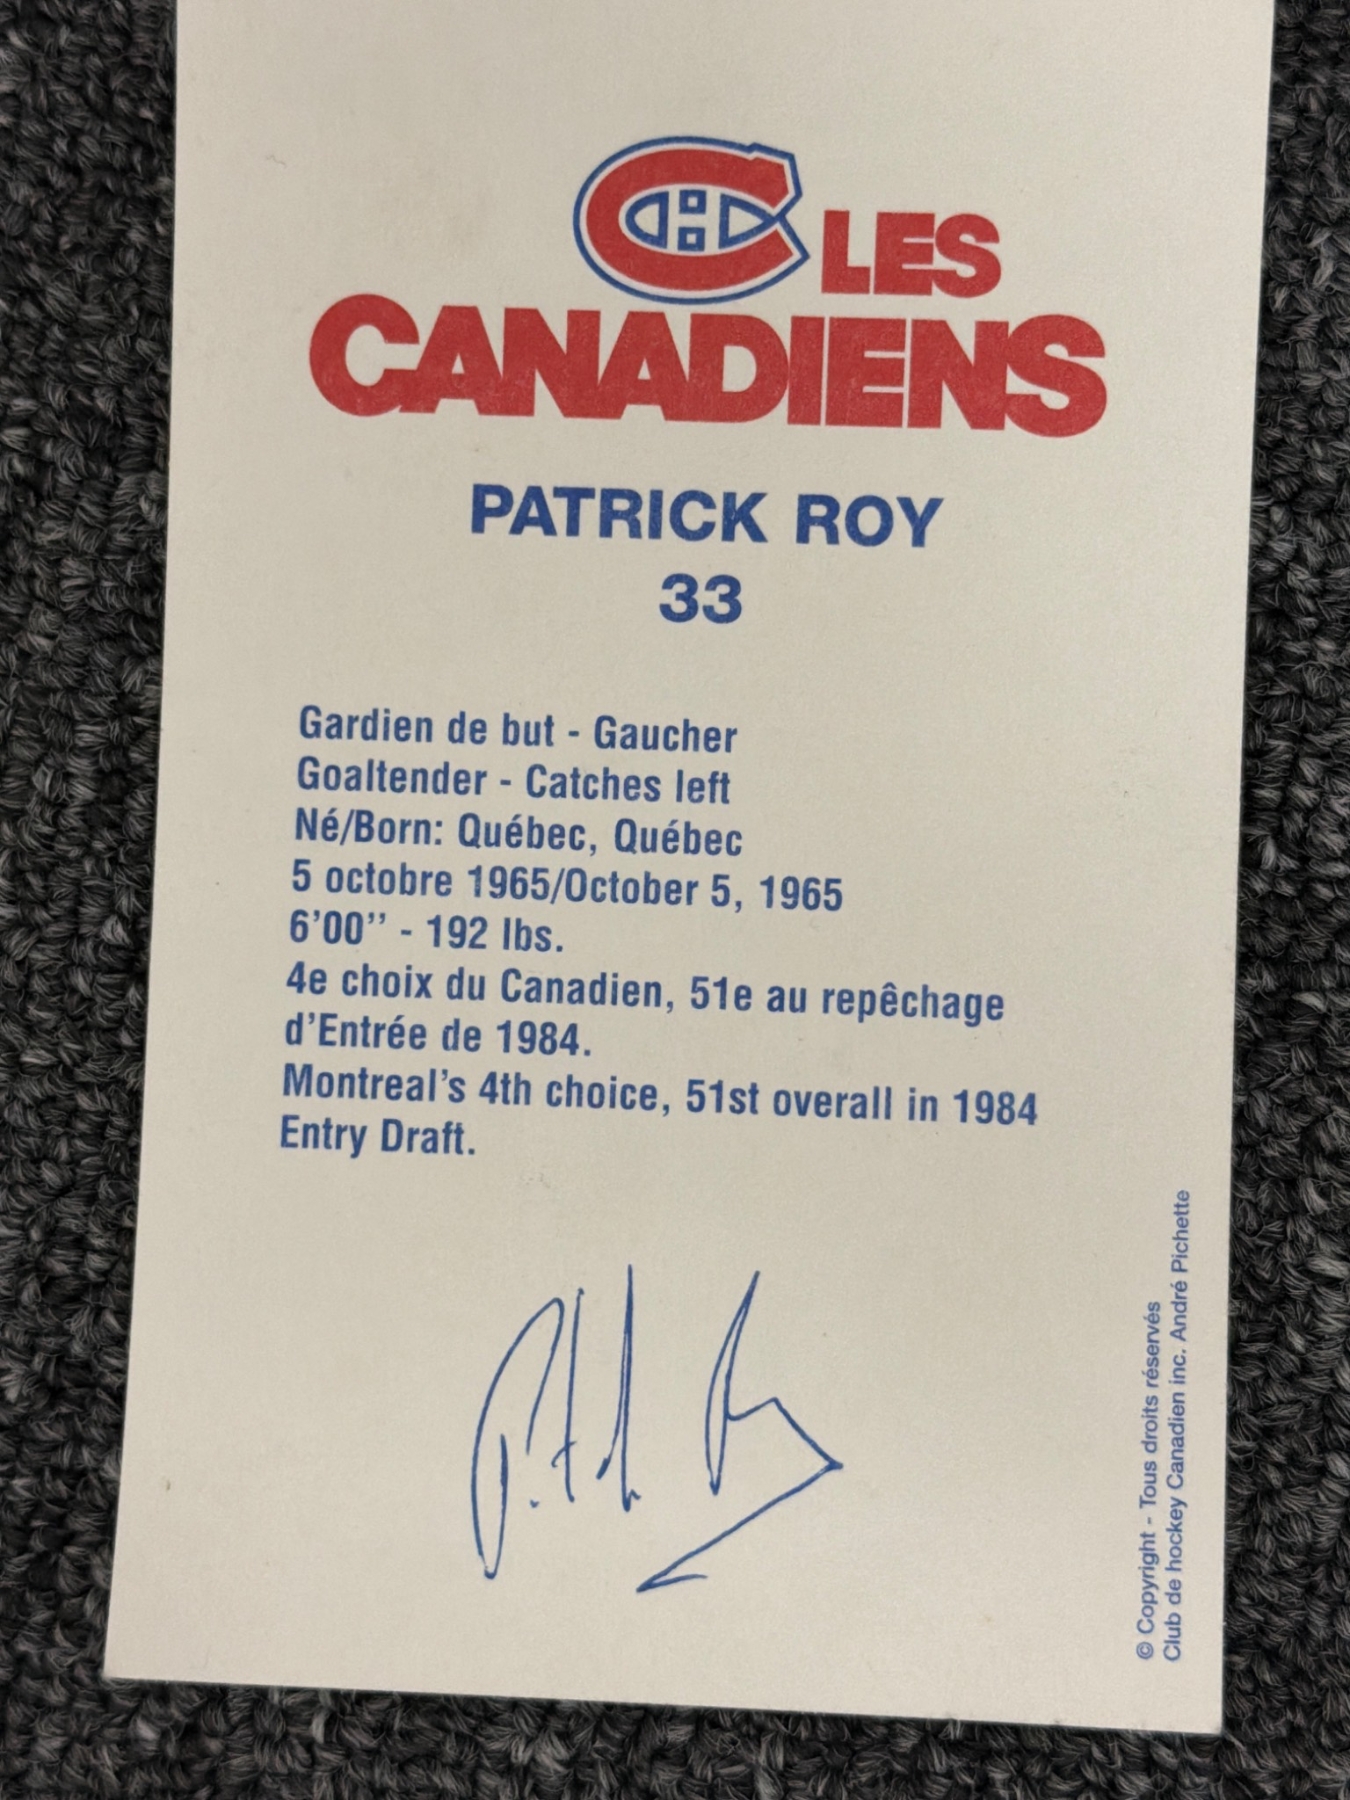 LES
CANADIENS
PATRICK ROY
33
Gardien de but - Gaucher
Goaltender - Catches left
Né/Born: Québec, Québec
5 octobre 1965/October 5, 1965
6'00'' - 192 lbs.
4e choix du Canadien, 51e au repêchage
d'Entrée de 1984.
Montreal's 4th choice, 51st overall in 1984
Entry Draft.
© Copyright - Tous droits réservés
Club de hockey Canadien inc. André Pichette